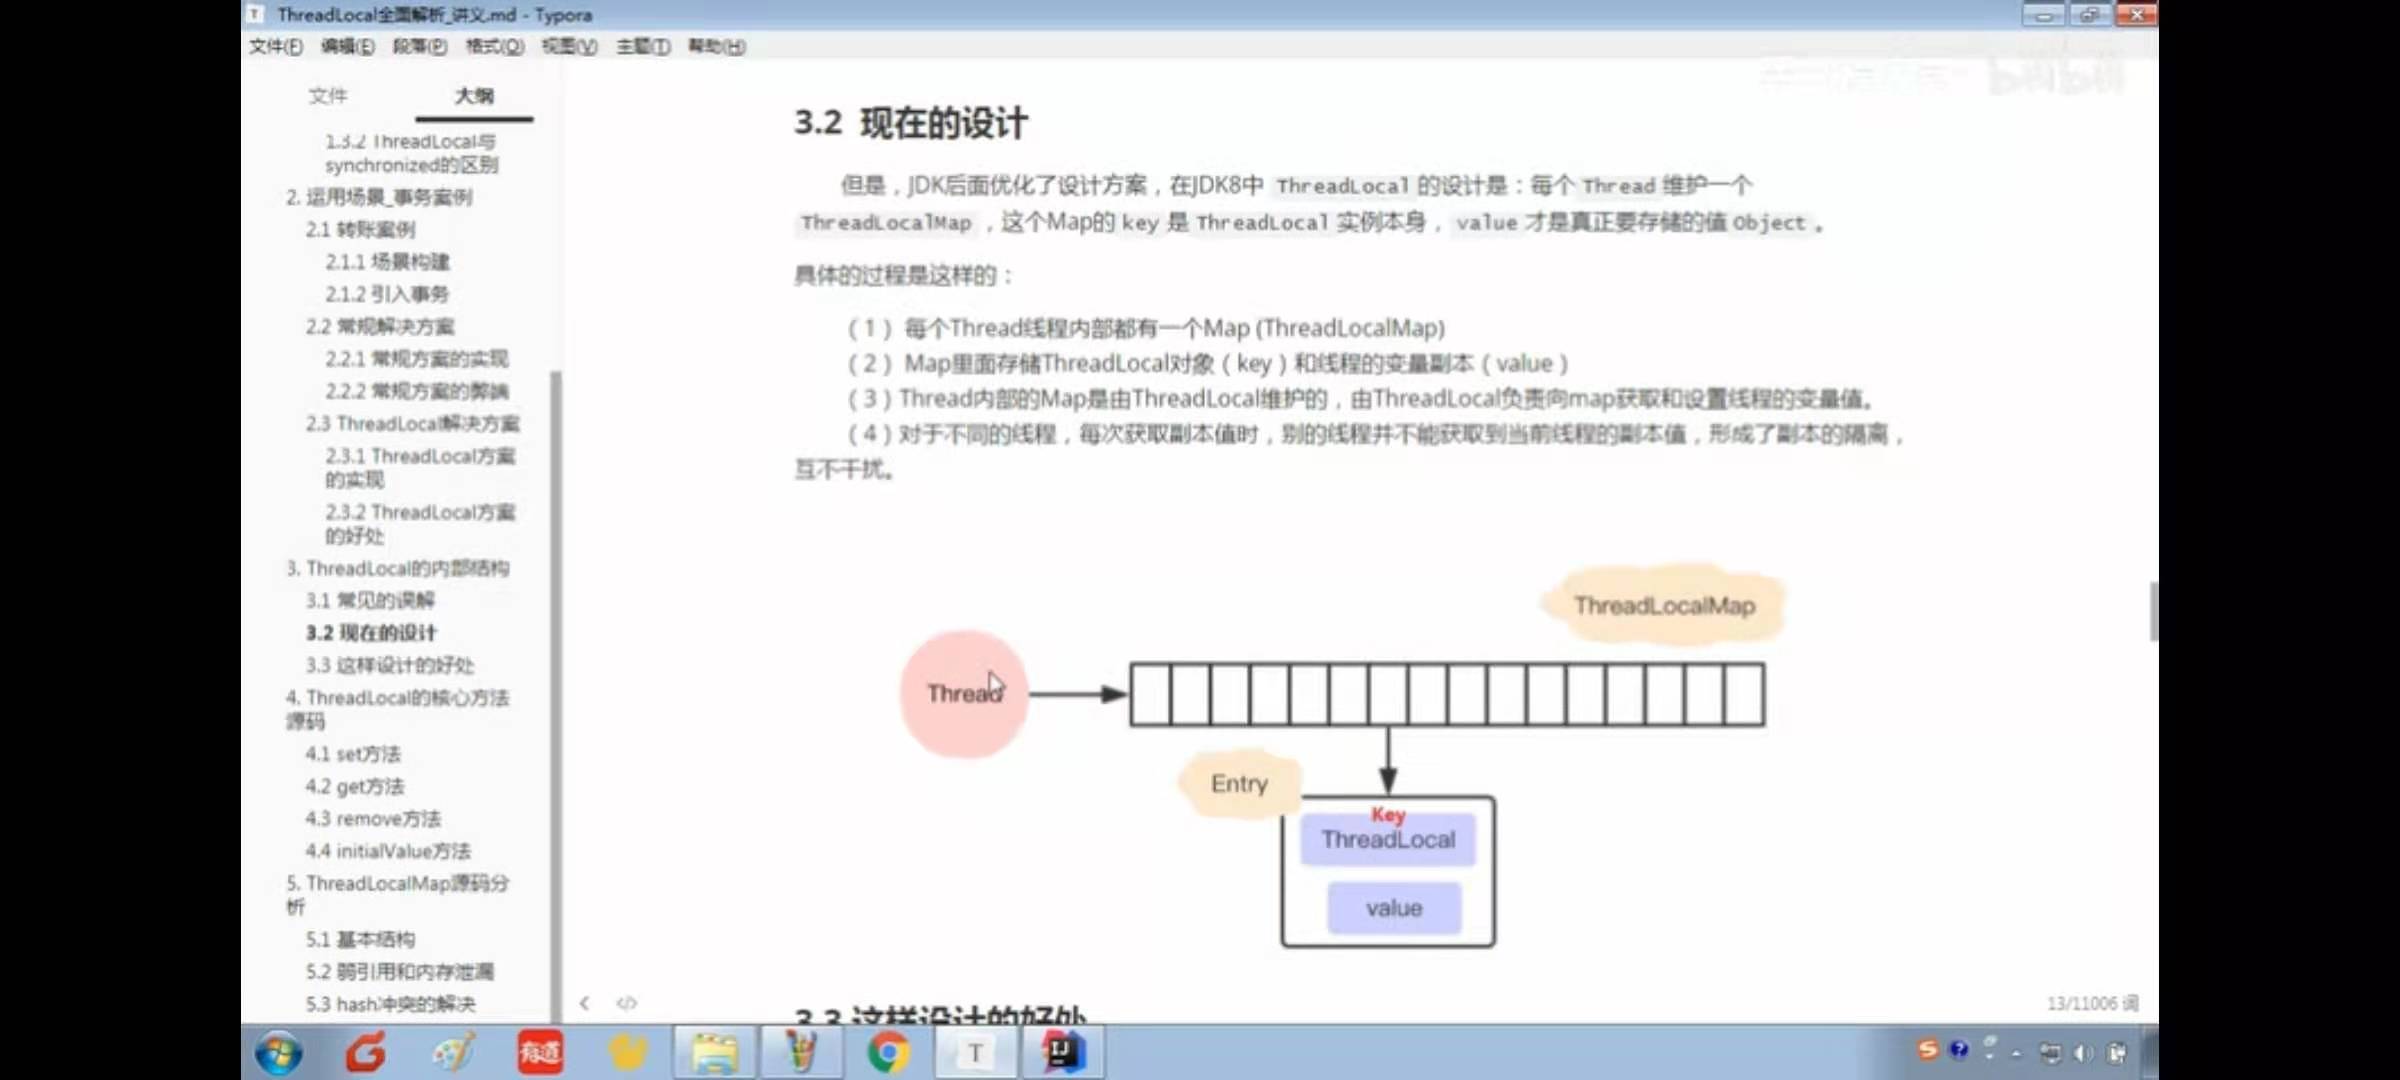 ThreadLocal全面解析_讲义.md - Typora
文件(F) 编辑(E) 段落(P) 格式(O) 视图(V) 主题(T) 帮助(H)
文件 大纲
1.3.2 ThreadLocal与
synchronized的区别
2. 运用场景_事务案例
2.1 转账案例
2.1.1 场景构建
2.1.2 引入事务
2.2 常规解决方案
2.2.1 常规方案的实现
2.2.2 常规方案的弊端
2.3 ThreadLocal解决方案
2.3.1 ThreadLocal方案
的实现
2.3.2 ThreadLocal方案
的好处
3. ThreadLocal的内部结构
3.1 常见的误解
3.2 现在的设计
3.3 这样设计的好处
4. ThreadLocal的核心方法
源码
4.1 set方法
4.2 get方法
4.3 remove方法
4.4 initialValue方法
5. ThreadLocalMap源码分
析
5.1 基本结构
5.2 弱引用和内存泄漏
5.3 hash冲突的解决
3.2 现在的设计
但是，JDK后面优化了设计方案，在JDK8中 ThreadLocal 的设计是：每个 Thread 维护一个
ThreadLocalMap ，这个Map的 key 是 ThreadLocal 实例本身， value 才是真正要存储的值 Object 。
具体的过程是这样的：
（1） 每个Thread线程内部都有一个Map (ThreadLocalMap)
（2） Map里面存储ThreadLocal对象（key）和线程的变量副本（value）
（3）Thread内部的Map是由ThreadLocal维护的，由ThreadLocal负责向map获取和设置线程的变量值。
（4）对于不同的线程，每次获取副本值时，别的线程并不能获取到当前线程的副本值，形成了副本的隔离，
互不干扰。
ThreadLocalMap
Thread
Entry
Key
ThreadLocal
value
3.3 这样设计的好处
13/11006 词
有道
T
IJ
bilibili